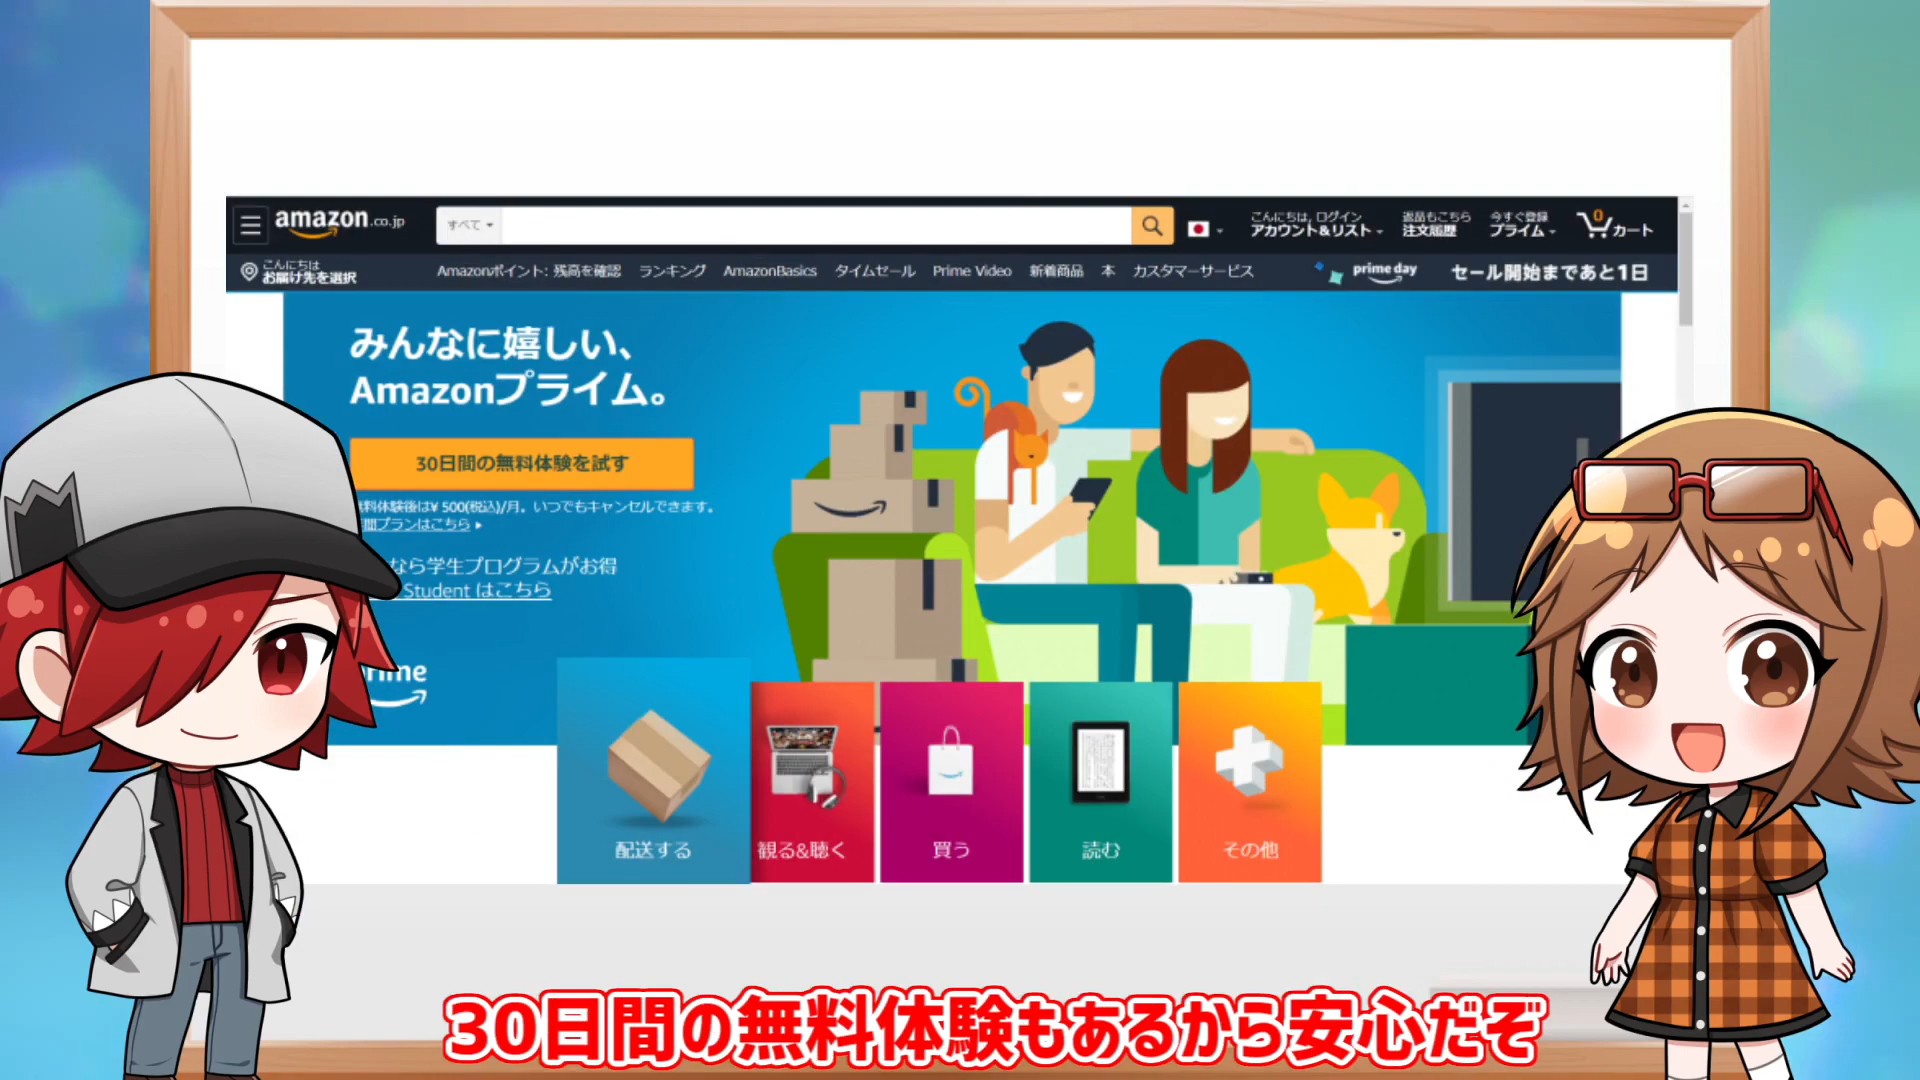 amazon.co.jp
すべて
こんにちは, ログイン
アカウント&リスト
返品もこちら
注文履歴
今すぐ登録
プライム
0
カート
こんにちは
お届け先を選択
Amazonポイント: 残高を確認
ランキング
AmazonBasics
タイムセール
Prime Video
新着商品
本
カスタマーサービス
prime day
セール開始まであと1日
みんなに嬉しい、
Amazonプライム。
30日間の無料体験を試す
料体験後は¥ 500(税込)/月。いつでもキャンセルできます。
間プランはこちら
なら学生プログラムがお得
Student はこちら
prime
配送する
観る&聴く
買う
読む
その他
30日間の無料体験もあるから安心だぞ